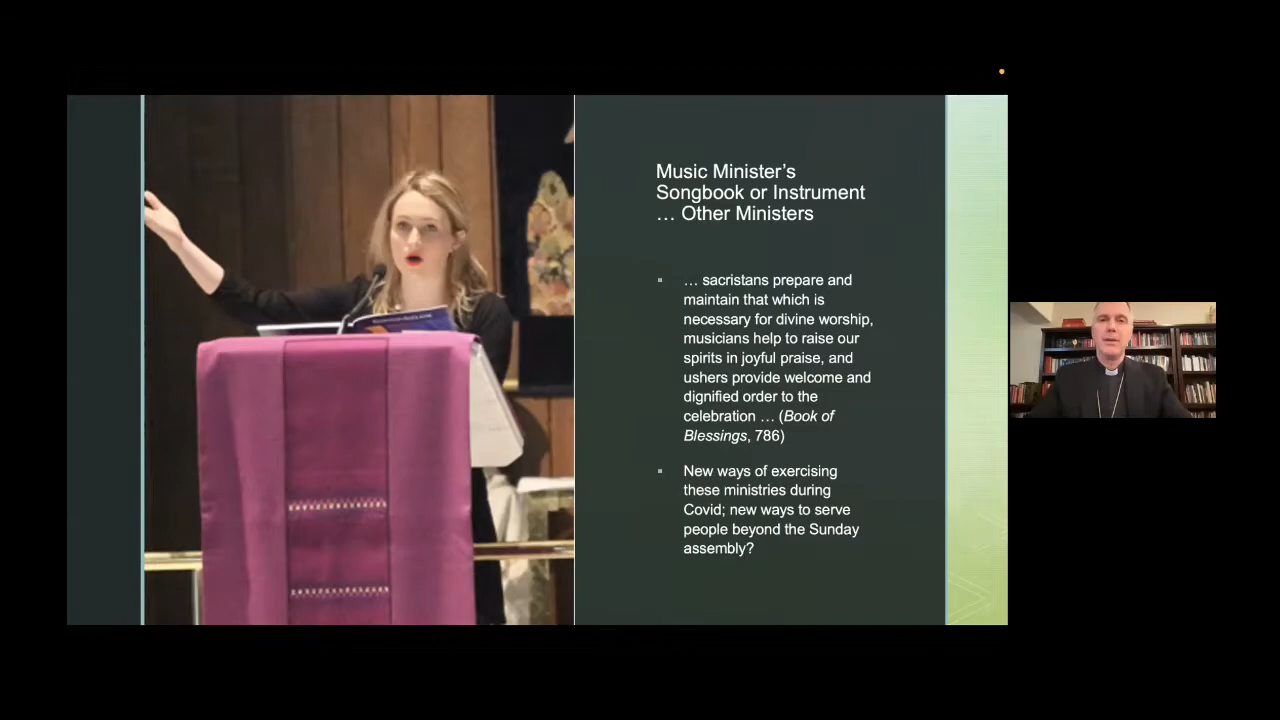 Music Minister’s
Songbook or Instrument
… Other Ministers
… sacristans prepare and
maintain that which is
necessary for divine worship,
musicians help to raise our
spirits in joyful praise, and
ushers provide welcome and
dignified order to the
celebration … (Book of
Blessings, 786)
New ways of exercising
these ministries during
Covid; new ways to serve
people beyond the Sunday
assembly?